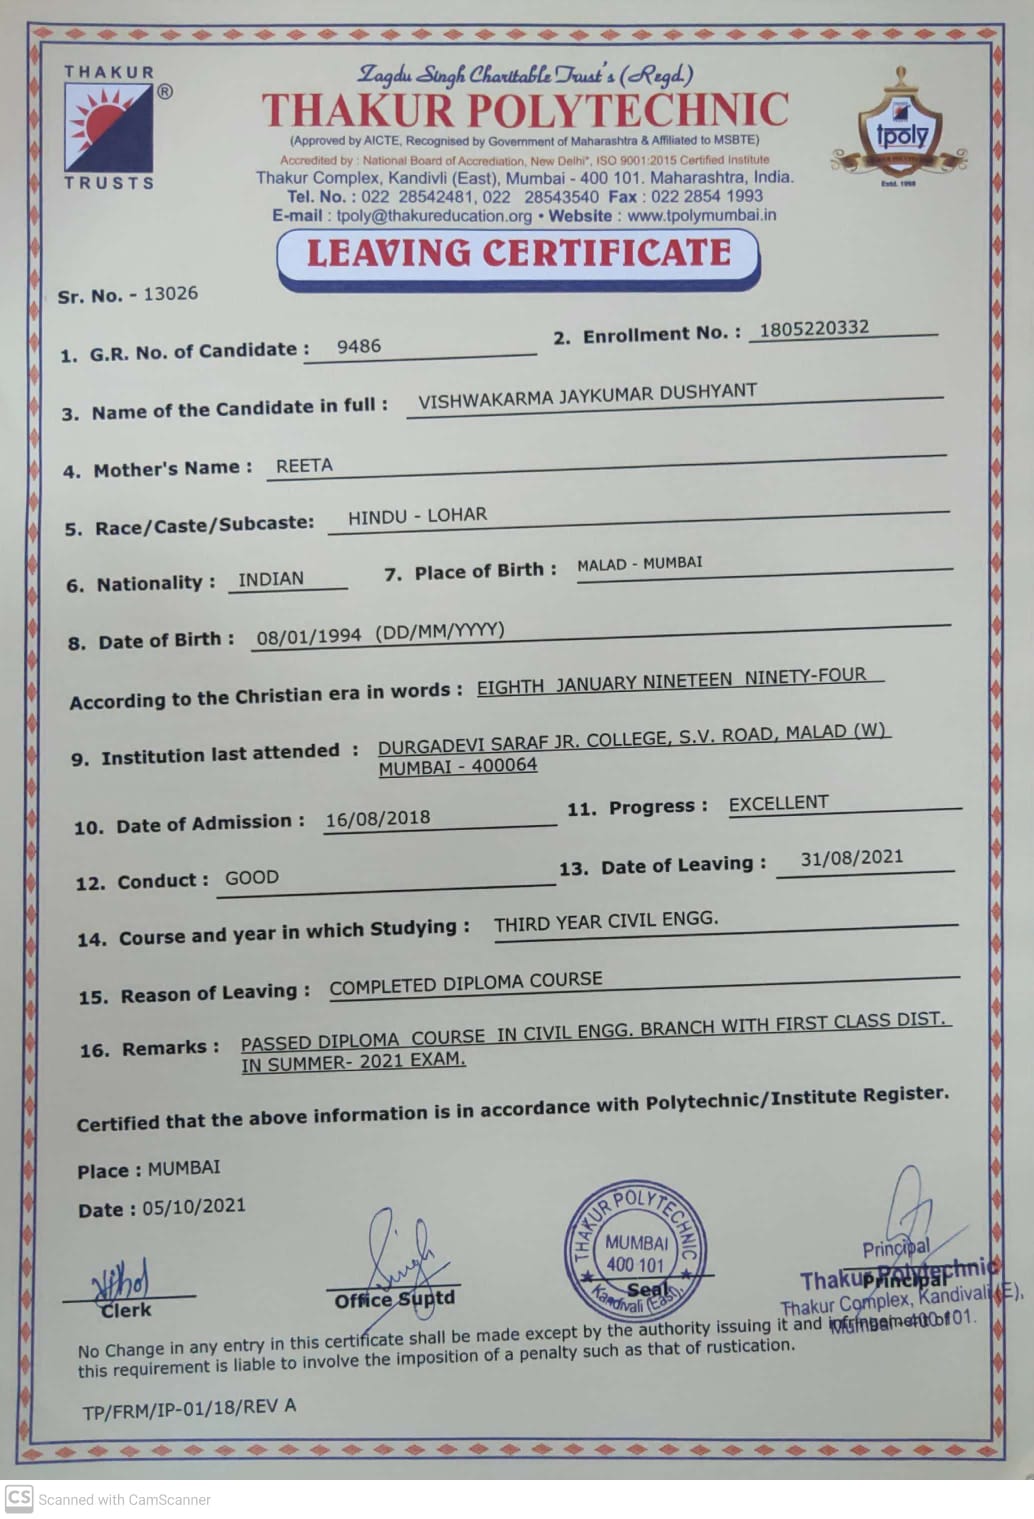 THAKUR
TRUSTS
®
Zagdu Singh Charitable Trust's (Regd.)
THAKUR POLYTECHNIC
(Approved by AICTE, Recognised by Government of Maharashtra & Affiliated to MSBTE)
Accredited by : National Board of Accrediation, New Delhi*, ISO 9001:2015 Certified Institute
Thakur Complex, Kandivli (East), Mumbai - 400 101. Maharashtra, India.
Tel. No. : 022 28542481, 022 28543540 Fax : 022 2854 1993
E-mail : tpoly@thakureducation.org • Website : www.tpolymumbai.in
tpoly
THAKUR POLYTECHNIC
Estd. 1998
LEAVING CERTIFICATE
Sr. No. - 13026
1. G.R. No. of Candidate : 9486 2. Enrollment No. : 1805220332
3. Name of the Candidate in full : VISHWAKARMA JAYKUMAR DUSHYANT
4. Mother's Name : REETA
5. Race/Caste/Subcaste: HINDU - LOHAR
6. Nationality : INDIAN 7. Place of Birth : MALAD - MUMBAI
8. Date of Birth : 08/01/1994 (DD/MM/YYYY)
According to the Christian era in words : EIGHTH JANUARY NINETEEN NINETY-FOUR
9. Institution last attended : DURGADEVI SARAF JR. COLLEGE, S.V. ROAD, MALAD (W)
MUMBAI - 400064
10. Date of Admission : 16/08/2018 11. Progress : EXCELLENT
12. Conduct : GOOD 13. Date of Leaving : 31/08/2021
14. Course and year in which Studying : THIRD YEAR CIVIL ENGG.
15. Reason of Leaving : COMPLETED DIPLOMA COURSE
16. Remarks : PASSED DIPLOMA COURSE IN CIVIL ENGG. BRANCH WITH FIRST CLASS DIST.
IN SUMMER- 2021 EXAM.
Certified that the above information is in accordance with Polytechnic/Institute Register.
Place : MUMBAI
Date : 05/10/2021
Clerk
Singh
Office Suptd
THAKUR POLYTECHNIC
MUMBAI
400 101
Kandivali (East),
Seal
Principal
Thakur Polytechnic
Principal
Thakur Complex, Kandivali (E),
Mumbai - 400 101.
No Change in any entry in this certificate shall be made except by the authority issuing it and infringement of
this requirement is liable to involve the imposition of a penalty such as that of rustication.
TP/FRM/IP-01/18/REV A
CS Scanned with CamScanner